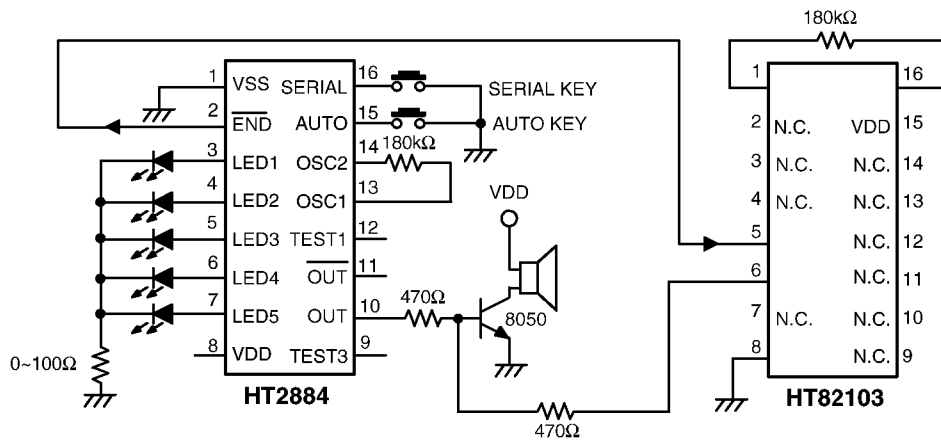 180kΩ
1 VSS SERIAL 16 SERIAL KEY
2 END AUTO 15 AUTO KEY
180kΩ
3 LED1 OSC2 14
4 LED2 OSC1 13
5 LED3 TEST1 12
6 LED4 OUT 11
7 LED5 OUT 10
8 VDD TEST3 9
0~100Ω
HT2884
470Ω
VDD
8050
470Ω
1 16
2 N.C. VDD 15
3 N.C. N.C. 14
4 N.C. N.C. 13
5 N.C. 12
6 N.C. 11
7 N.C. N.C. 10
8 N.C. 9
HT82103